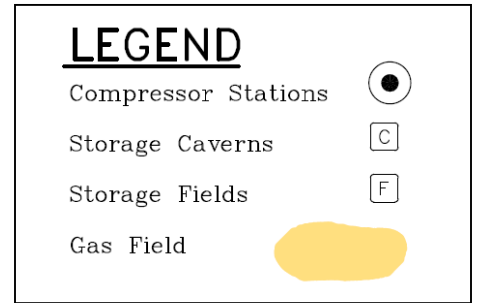 LEGEND
Compressor Stations
Storage Caverns C
Storage Fields F
Gas Field